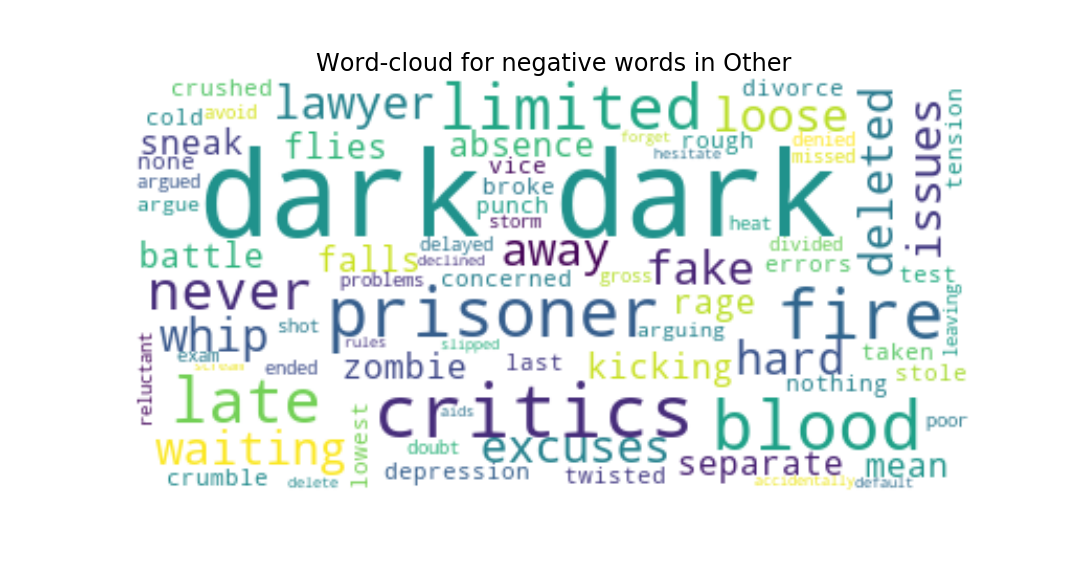 Word-cloud for negative words in Other
crushed
lawyer
limited
loose
divorce
deleted
issues
tension
cold
avoid
sneak
flies
absence
forget
rough
hesitate
denied
missed
none
argued
argue
dark dark
vice
broke
punch
storm
heat
battle
falls
delayed
declined
away
divided
errors
test
never
problems
concerned
gross
fake
prisoner
rage
fire
leaving
whip
shot
arguing
rules
slipped
exam
scream
ended
zombie
last
kicking
hard
taken
stole
nothing
reluctant
late
lowest
critics
aids
blood
poor
waiting
doubt
excuses
separate
mean
crumble
delete
depression
twisted
accidentally
default